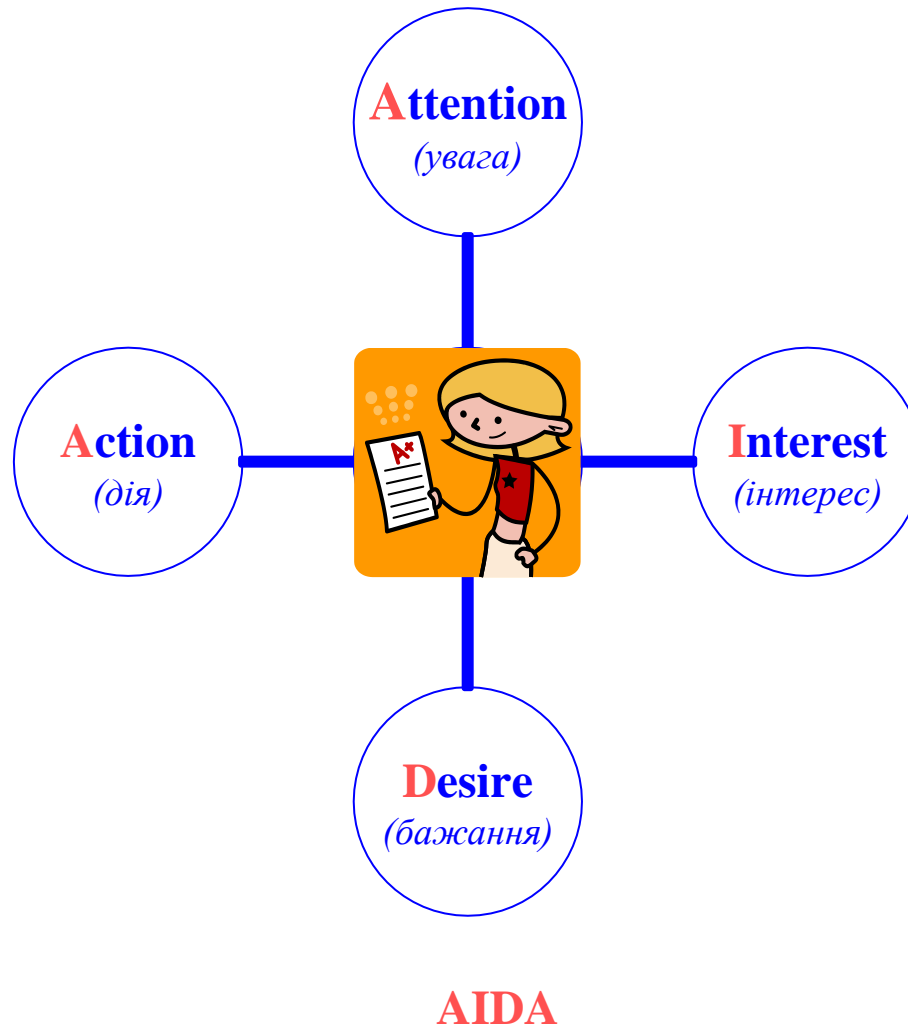 Attention
(увага)
Action
(дія)
A+
Interest
(інтерес)
Desire
(бажання)
AIDA